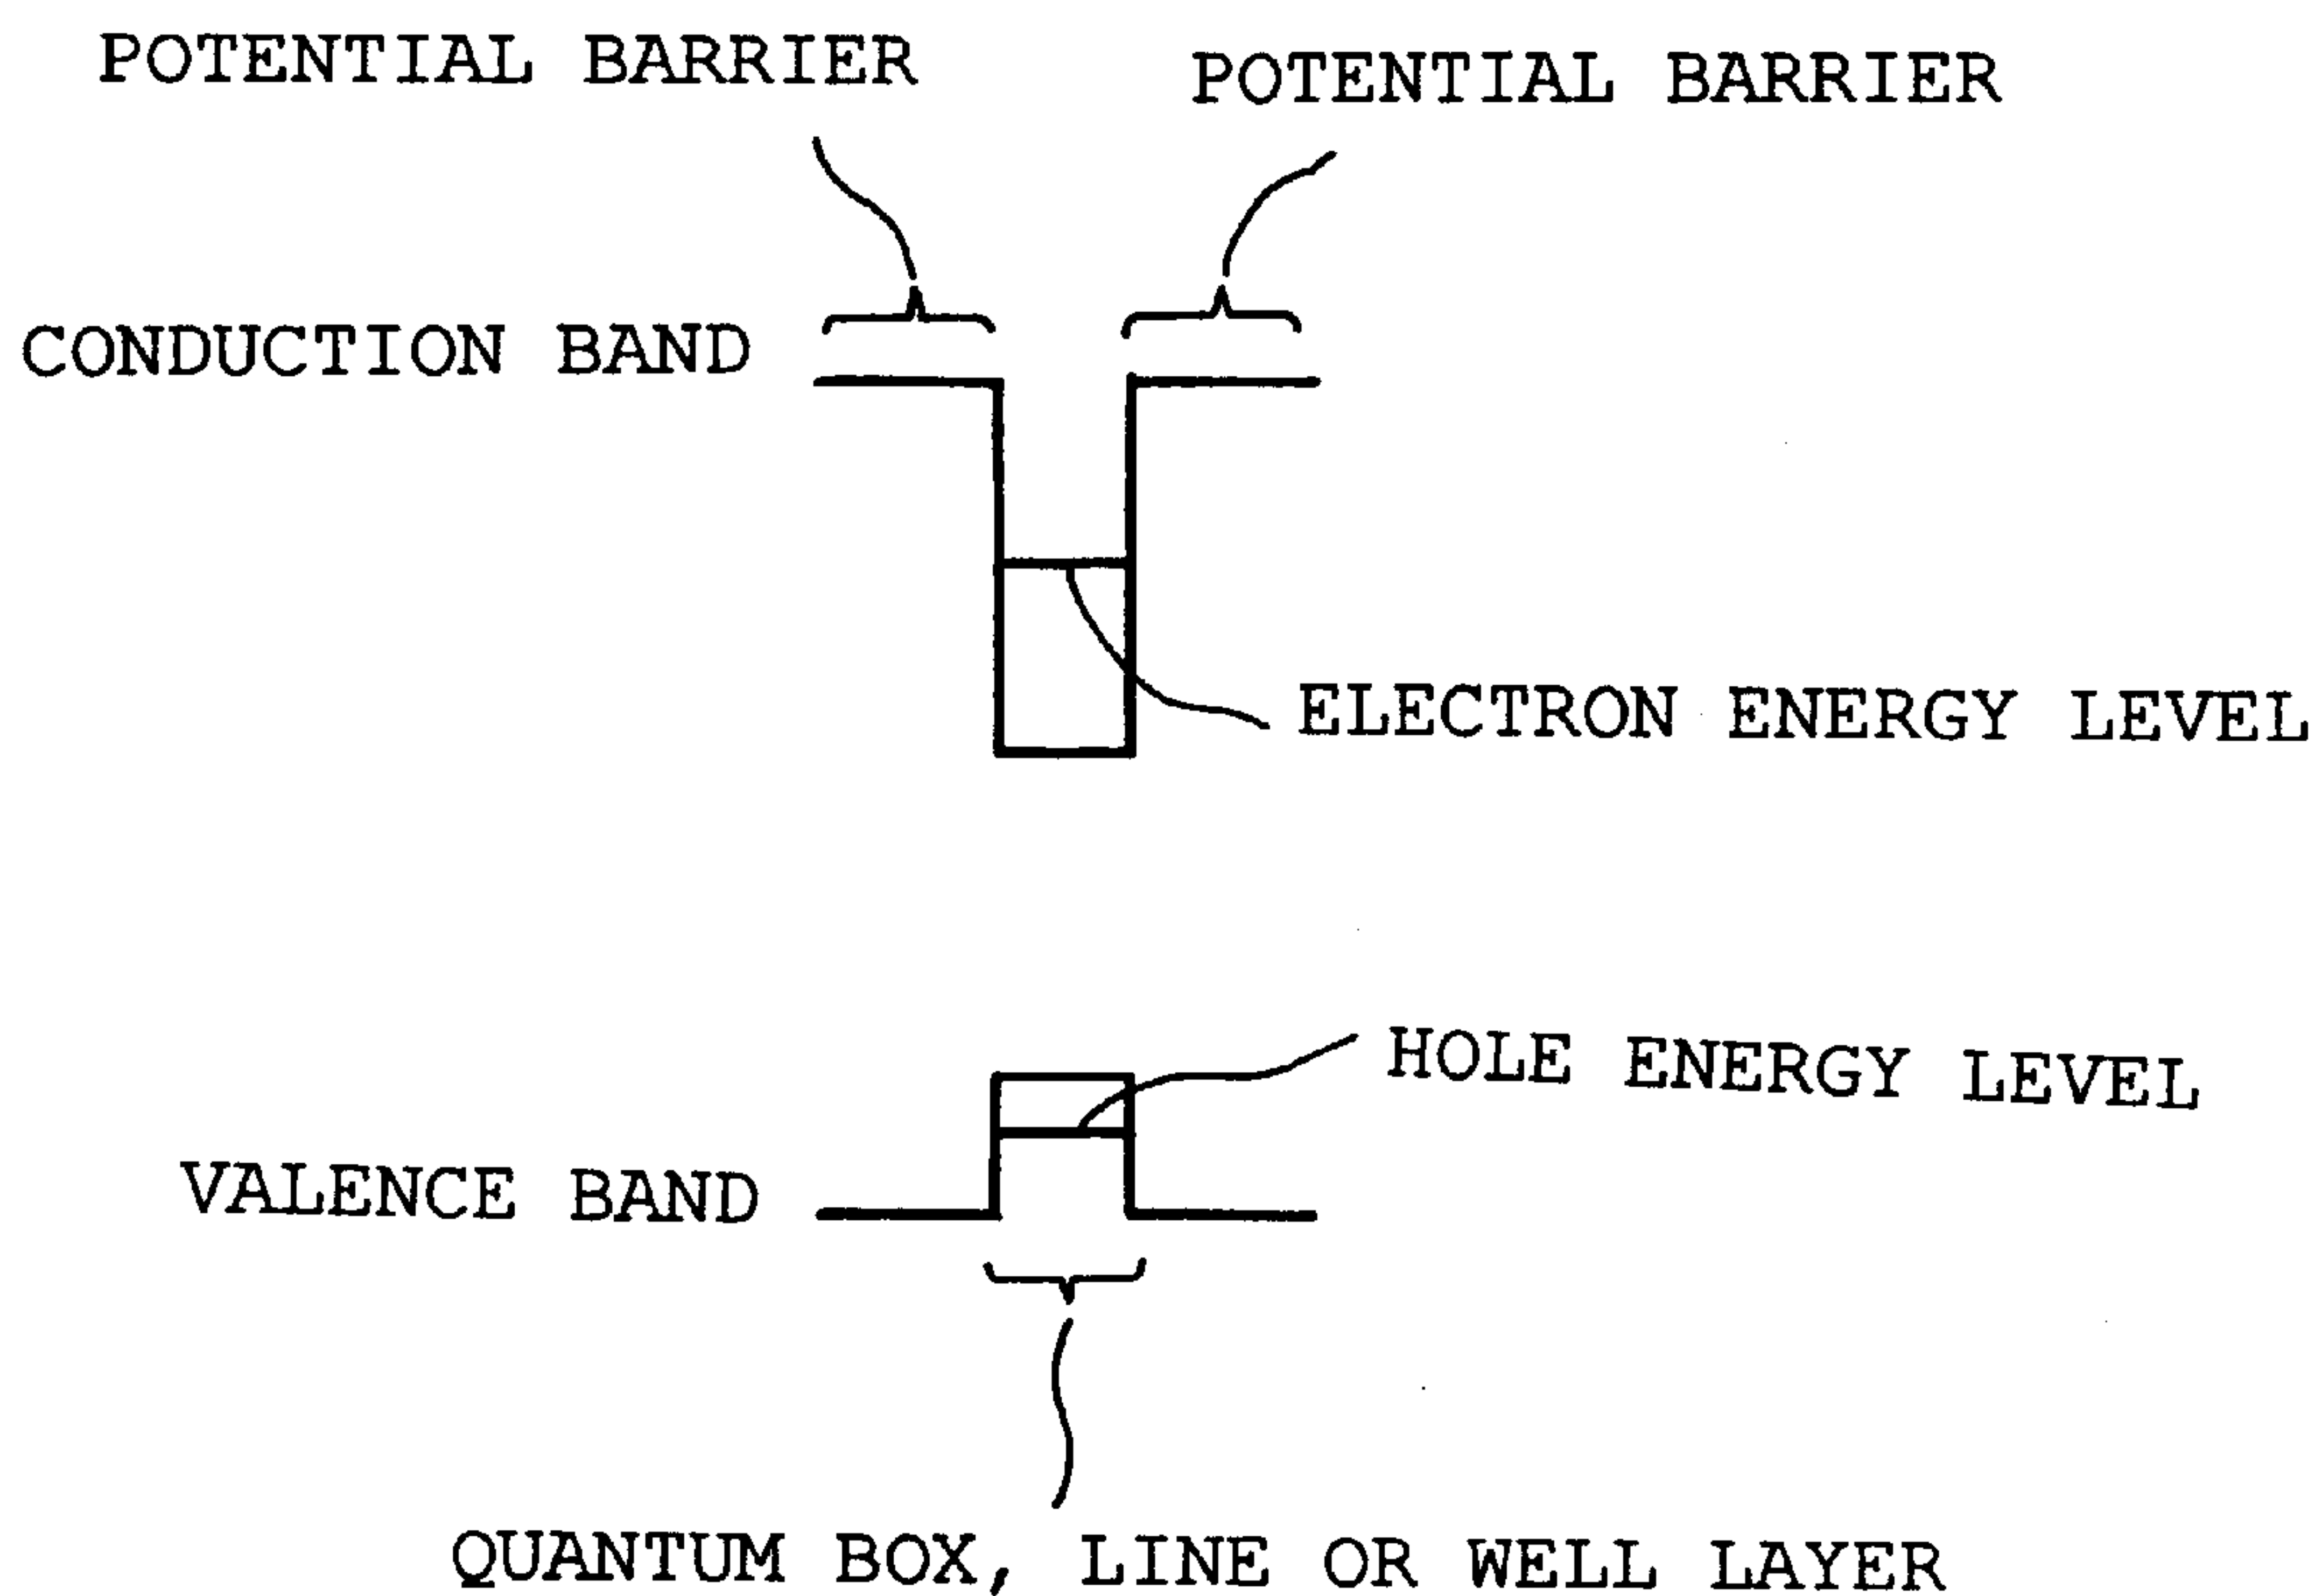 POTENTIAL BARRIER
POTENTIAL BARRIER
CONDUCTION BAND
ELECTRON ENERGY LEVEL
HOLE ENERGY LEVEL
VALENCE BAND
QUANTUM BOX, LINE OR WELL LAYER